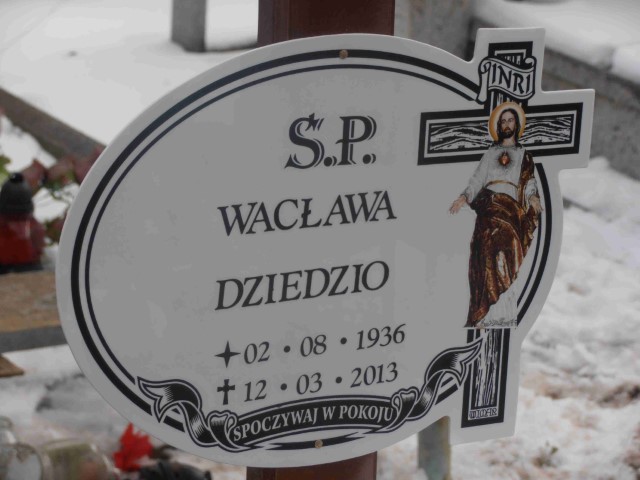 INRI
Ś.P.
WACŁAWA
DZIEDZIO
02 • 08 • 1936
12 • 03 • 2013
SPOCZYWAJ W POKOJU